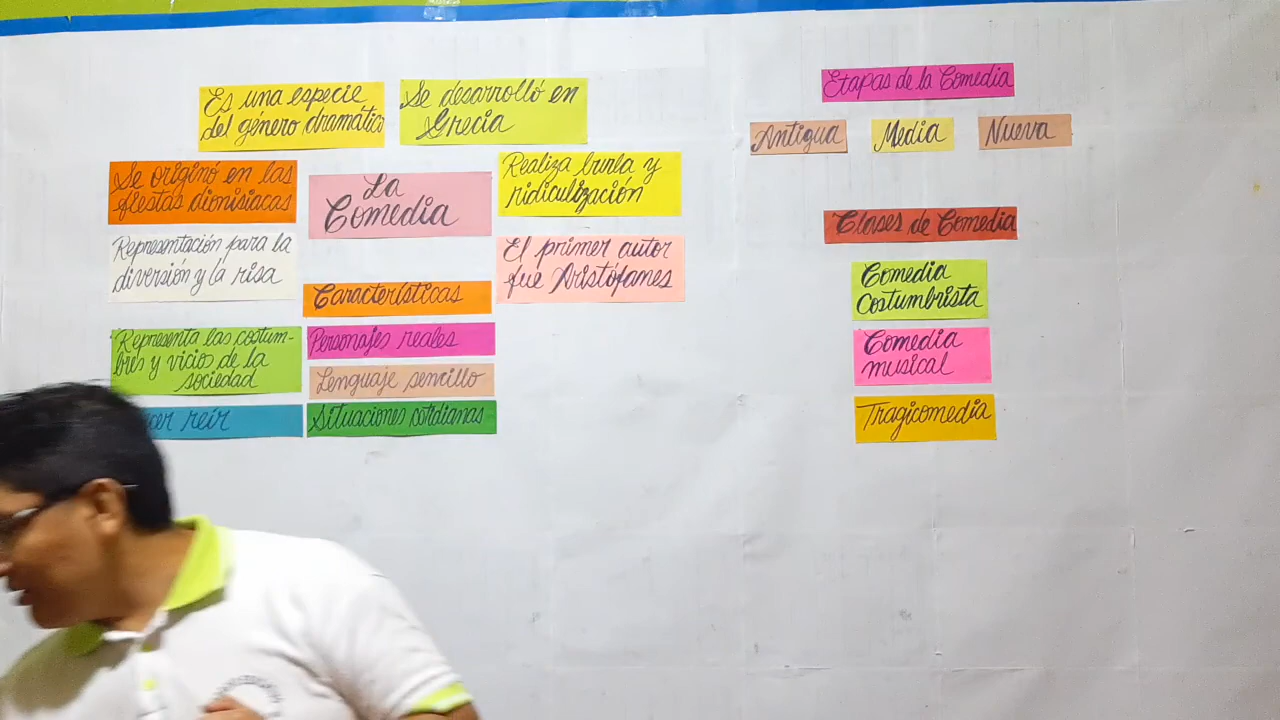 Es una especie
del género dramático
Se desarrolló en
Grecia
Se originó en las
fiestas dionisiacas
La
Comedia
Realiza burla y
ridiculización
Representación para la
diversión y la risa
El primer autor
fue Aristófanes
Características
Representa las costum-
bres y vicios de la
sociedad
Personajes reales
Lenguaje sencillo
reír
Situaciones cotidianas
Etapas de la Comedia
Antigua
Media
Nueva
Clases de Comedia
Comedia
Costumbrista
Comedia
musical
Tragicomedia